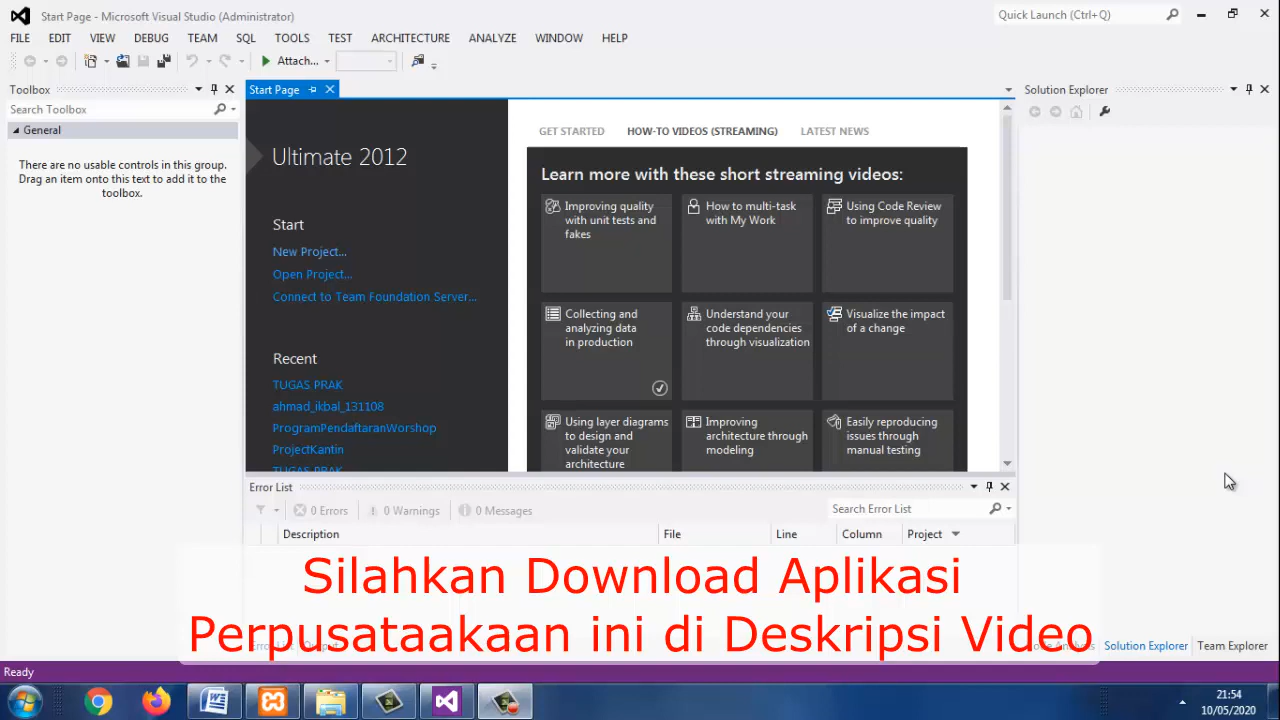 Start Page - Microsoft Visual Studio (Administrator)
Quick Launch (Ctrl+Q)
FILE EDIT VIEW DEBUG TEAM SQL TOOLS TEST ARCHITECTURE ANALYZE WINDOW HELP
Attach...
Toolbox
Search Toolbox
General
There are no usable controls in this group.
Drag an item onto this text to add it to the
toolbox.
Start Page
Ultimate 2012
Start
New Project...
Open Project...
Connect to Team Foundation Server...
Recent
TUGAS PRAK
ahmad_ikbal_131108
ProgramPendaftaranWorshop
ProjectKantin
TUGAS PRAK
GET STARTED HOW-TO VIDEOS (STREAMING) LATEST NEWS
Learn more with these short streaming videos:
Improving quality
with unit tests and
fakes
How to multi-task
with My Work
Using Code Review
to improve quality
Collecting and
analyzing data
in production
Understand your
code dependencies
through visualization
Visualize the impact
of a change
Using layer diagrams
to design and
validate your
architecture
Improving
architecture through
modeling
Easily reproducing
issues through
manual testing
Solution Explorer
Error List
0 Errors 0 Warnings 0 Messages
Search Error List
Description File Line Column Project
Silahkan Download Aplikasi
Perpusataakaan ini di Deskripsi Video
Solution Explorer Team Explorer
Ready
21:54
10/05/2020